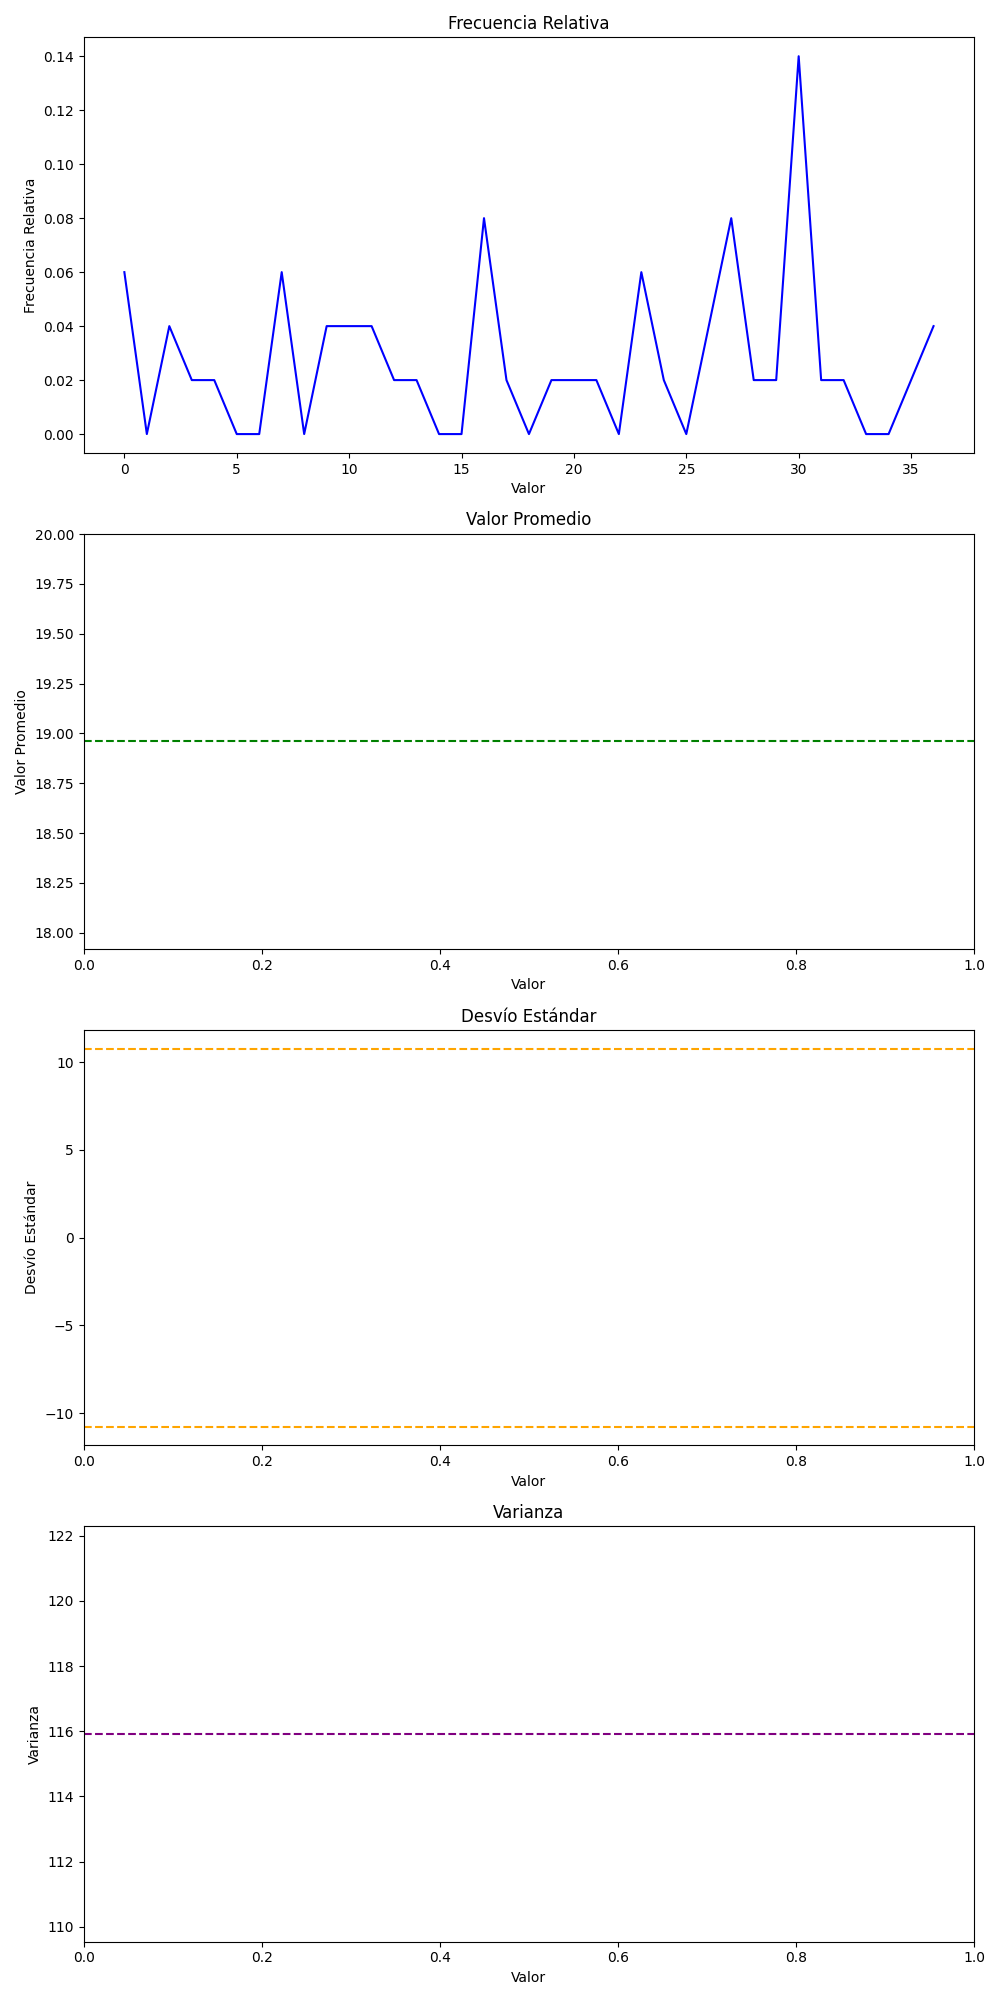 Frecuencia Relativa
Frecuencia Relativa
0.14
0.12
0.10
0.08
0.06
0.04
0.02
0.00
0 5 10 15 20 25 30 35
Valor
Valor Promedio
Valor Promedio
20.00
19.75
19.50
19.25
19.00
18.75
18.50
18.25
18.00
0.0 0.2 0.4 0.6 0.8 1.0
Valor
Desvío Estándar
Desvío Estándar
10
5
0
−5
−10
0.0 0.2 0.4 0.6 0.8 1.0
Valor
Varianza
Varianza
122
120
118
116
114
112
110
0.0 0.2 0.4 0.6 0.8 1.0
Valor